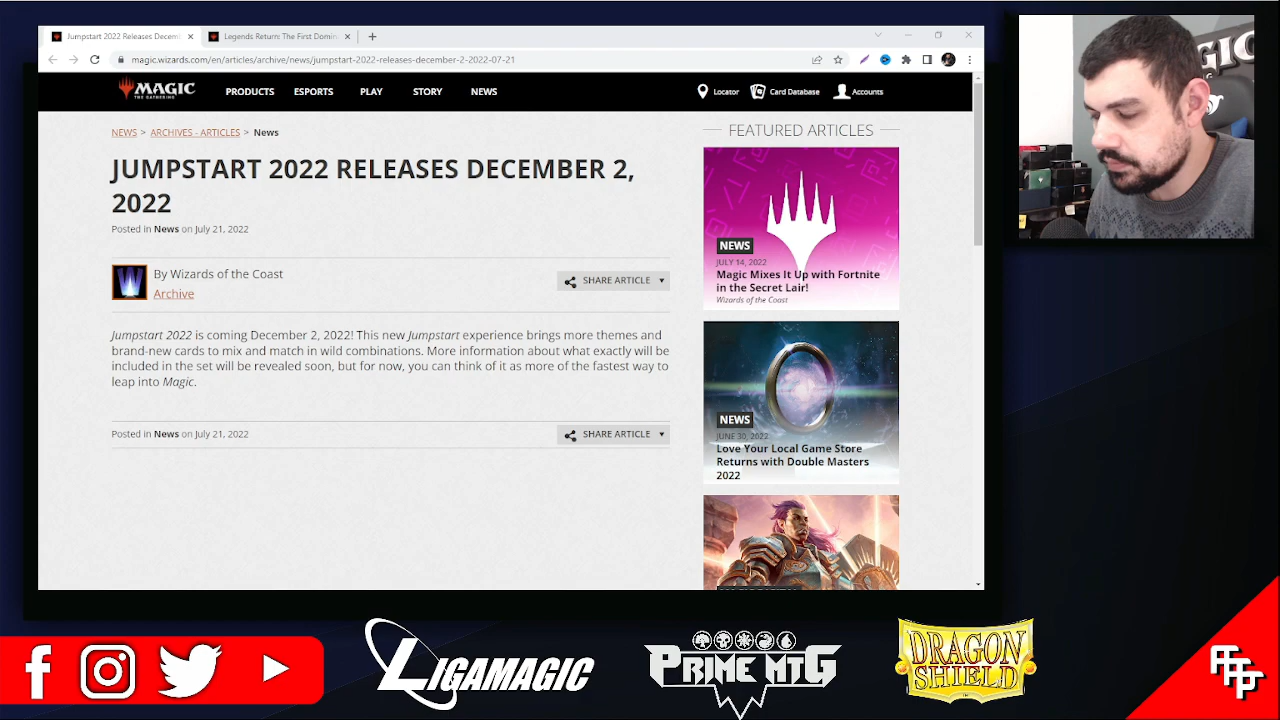 Jumpstart 2022 Releases Decem
Legends Return: The First Domin
magic.wizards.com/en/articles/archive/news/jumpstart-2022-releases-december-2-2022-07-21
MAGIC
THE GATHERING
PRODUCTS
ESPORTS
PLAY
STORY
NEWS
Locator
Card Database
Accounts
NEWS > ARCHIVES - ARTICLES > News
JUMPSTART 2022 RELEASES DECEMBER 2,
2022
Posted in News on July 21, 2022
By Wizards of the Coast
Archive
SHARE ARTICLE
Jumpstart 2022 is coming December 2, 2022! This new Jumpstart experience brings more themes and
brand-new cards to mix and match in wild combinations. More information about what exactly will be
included in the set will be revealed soon, but for now, you can think of it as more of the fastest way to
leap into Magic.
Posted in News on July 21, 2022
SHARE ARTICLE
FEATURED ARTICLES
NEWS
JULY 14, 2022
Magic Mixes It Up with Fortnite
in the Secret Lair!
Wizards of the Coast
NEWS
JUNE 30, 2022
Love Your Local Game Store
Returns with Double Masters
2022
LIGAMAGIC
PRIME MTG
DRAGON
SHIELD